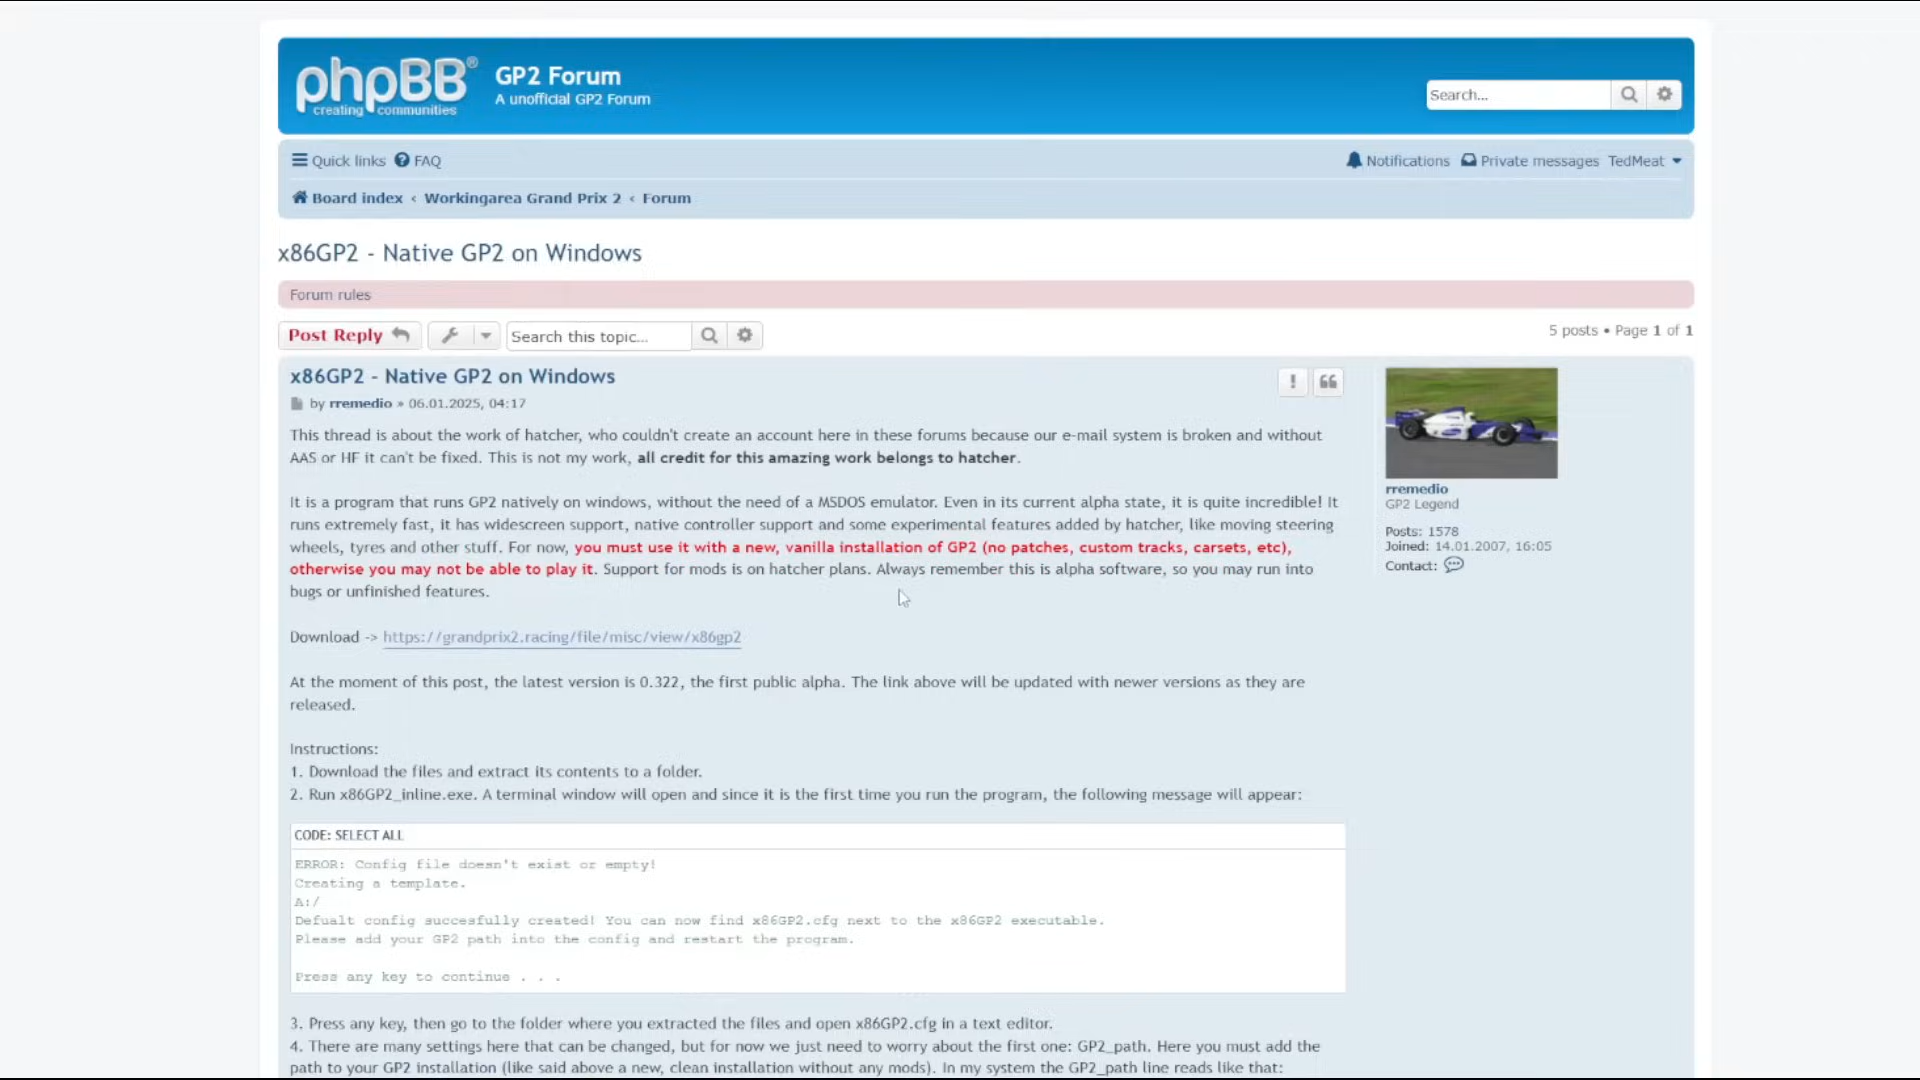 phpBB®
creating communities
GP2 Forum
A unofficial GP2 Forum
Search...
Quick links FAQ
Notifications Private messages TedMeat
Board index ‹ Workingarea Grand Prix 2 ‹ Forum
x86GP2 - Native GP2 on Windows
Forum rules
Post Reply
Search this topic...
5 posts • Page 1 of 1
x86GP2 - Native GP2 on Windows
by rremedio » 06.01.2025, 04:17
This thread is about the work of hatcher, who couldn't create an account here in these forums because our e-mail system is broken and without
AAS or HF it can't be fixed. This is not my work, all credit for this amazing work belongs to hatcher.
It is a program that runs GP2 natively on windows, without the need of a MSDOS emulator. Even in its current alpha state, it is quite incredible! It
runs extremely fast, it has widescreen support, native controller support and some experimental features added by hatcher, like moving steering
wheels, tyres and other stuff. For now, you must use it with a new, vanilla installation of GP2 (no patches, custom tracks, carsets, etc),
otherwise you may not be able to play it. Support for mods is on hatcher plans. Always remember this is alpha software, so you may run into
bugs or unfinished features.
Download -> https://grandprix2.racing/file/misc/view/x86gp2
At the moment of this post, the latest version is 0.322, the first public alpha. The link above will be updated with newer versions as they are
released.
Instructions:
1. Download the files and extract its contents to a folder.
2. Run x86GP2_inline.exe. A terminal window will open and since it is the first time you run the program, the following message will appear:
CODE: SELECT ALL
ERROR: Config file doesn't exist or empty!
Creating a template.
A:/
Defualt config succesfully created! You can now find x86GP2.cfg next to the x86GP2 executable.
Please add your GP2 path into the config and restart the program.
Press any key to continue . . .
3. Press any key, then go to the folder where you extracted the files and open x86GP2.cfg in a text editor.
4. There are many settings here that can be changed, but for now we just need to worry about the first one: GP2_path. Here you must add the
path to your GP2 installation (like said above a new, clean installation without any mods). In my system the GP2_path line reads like that:
rremedio
GP2 Legend
Posts: 1578
Joined: 14.01.2007, 16:05
Contact: